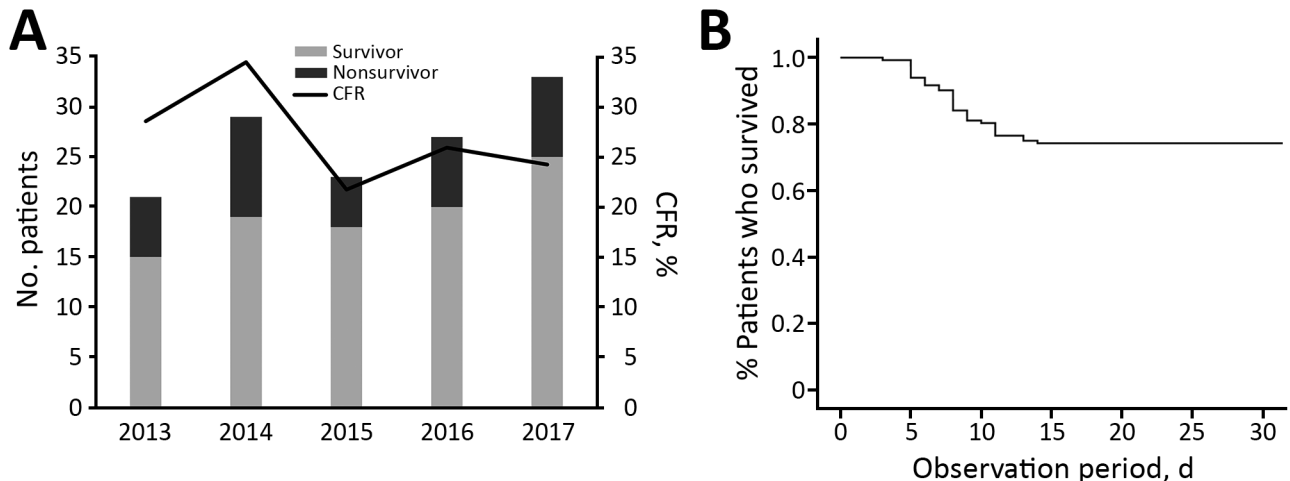 A
No. patients
35
30
25
20
15
10
5
0
Survivor
Nonsurvivor
CFR
35
30
25
20
15
10
5
0
CFR, %
2013 2014 2015 2016 2017
B
% Patients who survived
1.0
0.8
0.6
0.4
0.2
0
0 5 10 15 20 25 30
Observation period, d